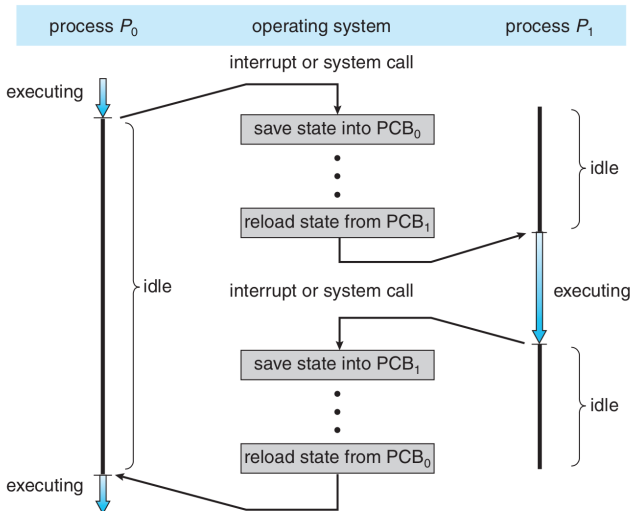 process P0 operating system process P1
interrupt or system call
executing
save state into PCB0
idle
reload state from PCB1
idle
interrupt or system call
executing
save state into PCB1
idle
reload state from PCB0
executing